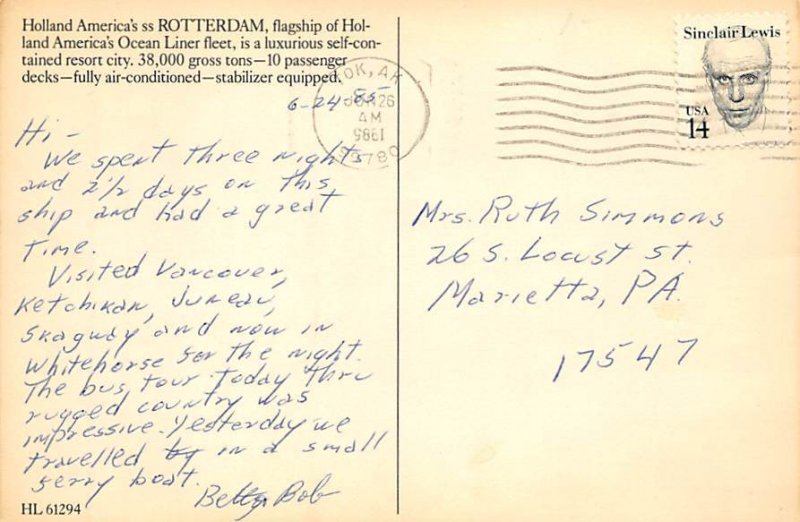 Holland America's ss ROTTERDAM, flagship of Hol-
land America's Ocean Liner fleet, is a luxurious self-con-
tained resort city. 38,000 gross tons—10 passenger
decks—fully air-conditioned—stabilizer equipped.
6-24-85
Hi -
We spent three nights
and 2½ days on this
ship and had a great
time.
Visited Vancouver,
Ketchikan, Juneau,
Skagway and now in
Whitehorse for the night.
The bus tour today thru
rugged country was
impressive. Yesterday we
travelled by in a small
ferry boat.
Betty Bob
HL 61294
TOK, AK
26
AM
1986
99780
Sinclair Lewis
USA
14
Mrs. Ruth Simmons
26 S. Locust St.
Marietta, PA.
17547